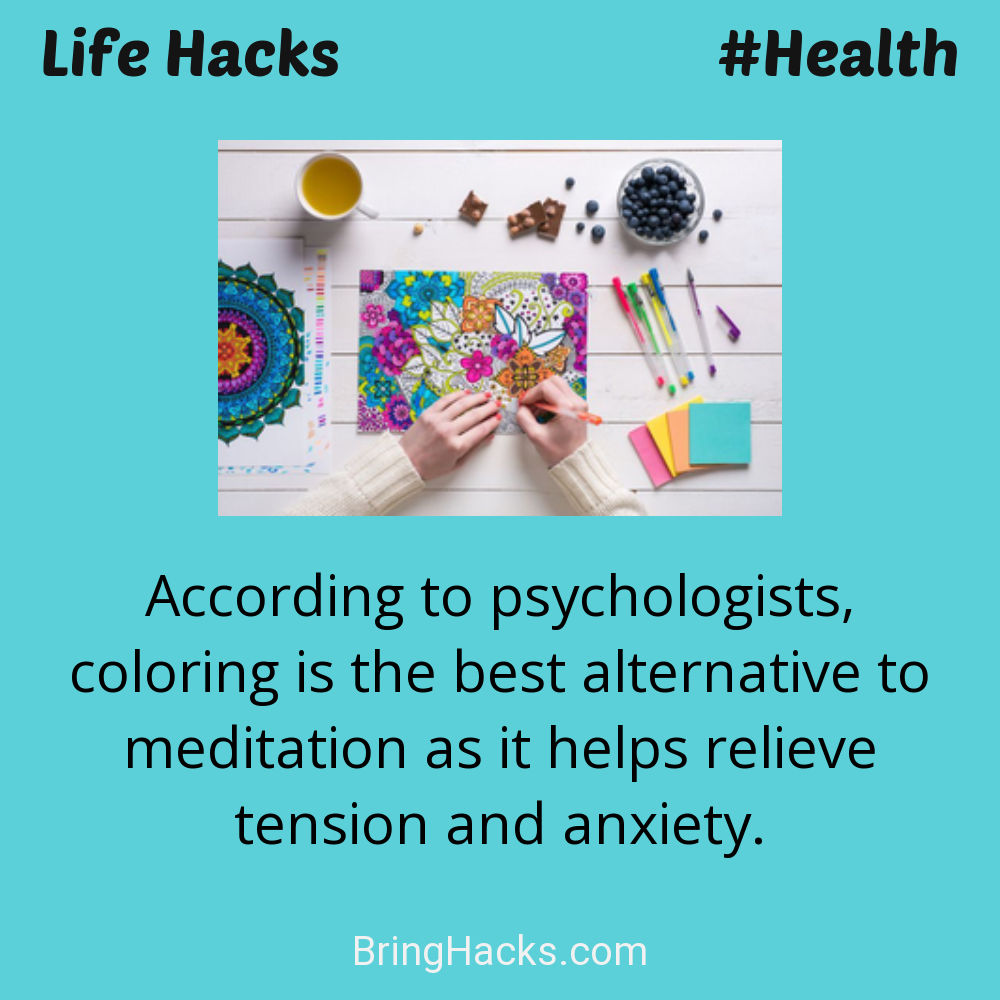 Life Hacks
#Health
According to psychologists,
coloring is the best alternative to
meditation as it helps relieve
tension and anxiety.
BringHacks.com